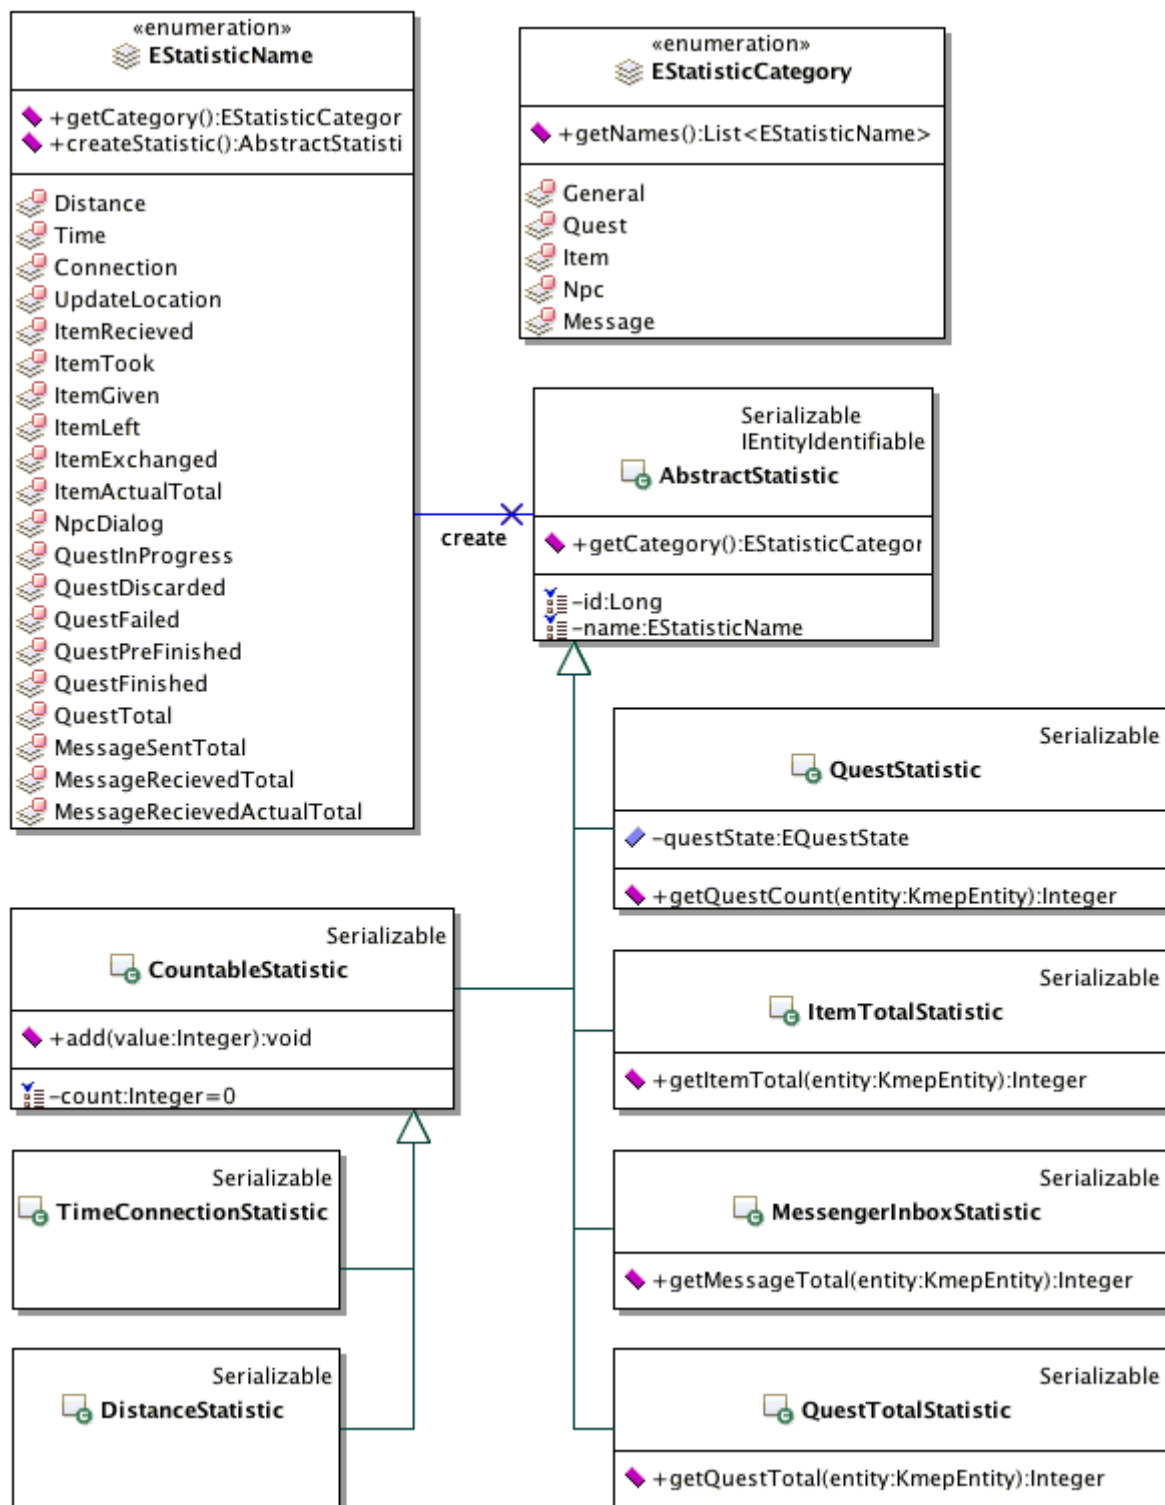 «enumeration»
EStatisticName
+getCategory():EStatisticCategor
+createStatistic():AbstractStatisti
Distance
Time
Connection
UpdateLocation
ItemRecieved
ItemTook
ItemGiven
ItemLeft
ItemExchanged
ItemActualTotal
NpcDialog
QuestInProgress
QuestDiscarded
QuestFailed
QuestPreFinished
QuestFinished
QuestTotal
MessageSentTotal
MessageRecievedTotal
MessageRecievedActualTotal
«enumeration»
EStatisticCategory
+getNames():List<EStatisticName>
General
Quest
Item
Npc
Message
create
Serializable
IEntityIdentifiable
AbstractStatistic
+getCategory():EStatisticCategor
-id:Long
-name:EStatisticName
Serializable
QuestStatistic
-questState:EQuestState
+getQuestCount(entity:KmepEntity):Integer
Serializable
CountableStatistic
+add(value:Integer):void
-count:Integer=0
Serializable
ItemTotalStatistic
+getItemTotal(entity:KmepEntity):Integer
Serializable
TimeConnectionStatistic
Serializable
MessengerInboxStatistic
+getMessageTotal(entity:KmepEntity):Integer
Serializable
DistanceStatistic
Serializable
QuestTotalStatistic
+getQuestTotal(entity:KmepEntity):Integer